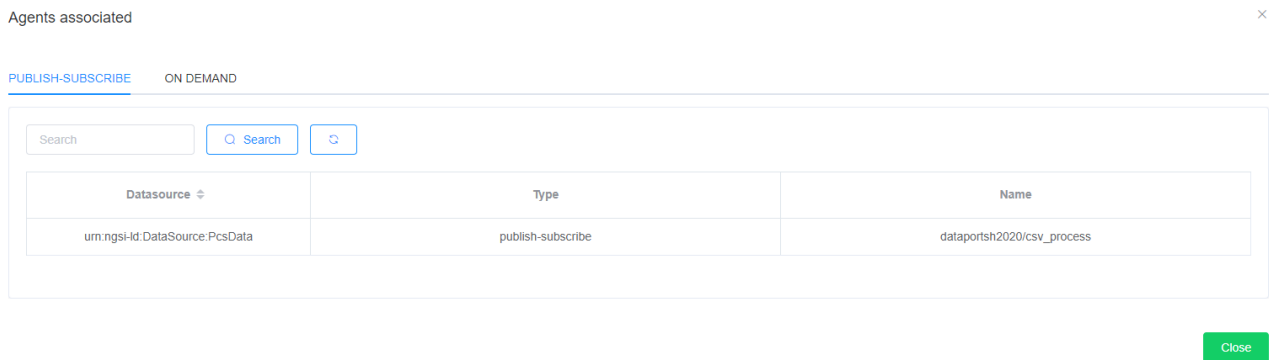 Agents associated
PUBLISH-SUBSCRIBE ON DEMAND
Search Search
Datasource Type Name
urn:ngsi-ld:DataSource:PcsData publish-subscribe dataportsh2020/csv_process
Close